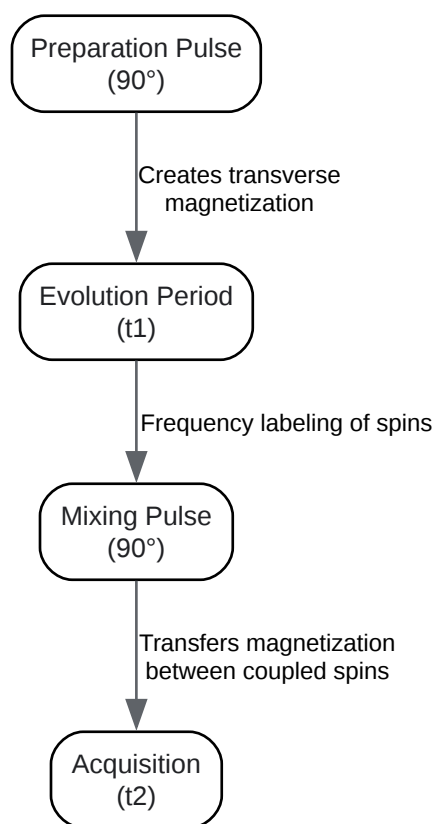 Preparation Pulse
(90°)
Creates transverse
magnetization
Evolution Period
(t1)
Frequency labeling of spins
Mixing Pulse
(90°)
Transfers magnetization
between coupled spins
Acquisition
(t2)